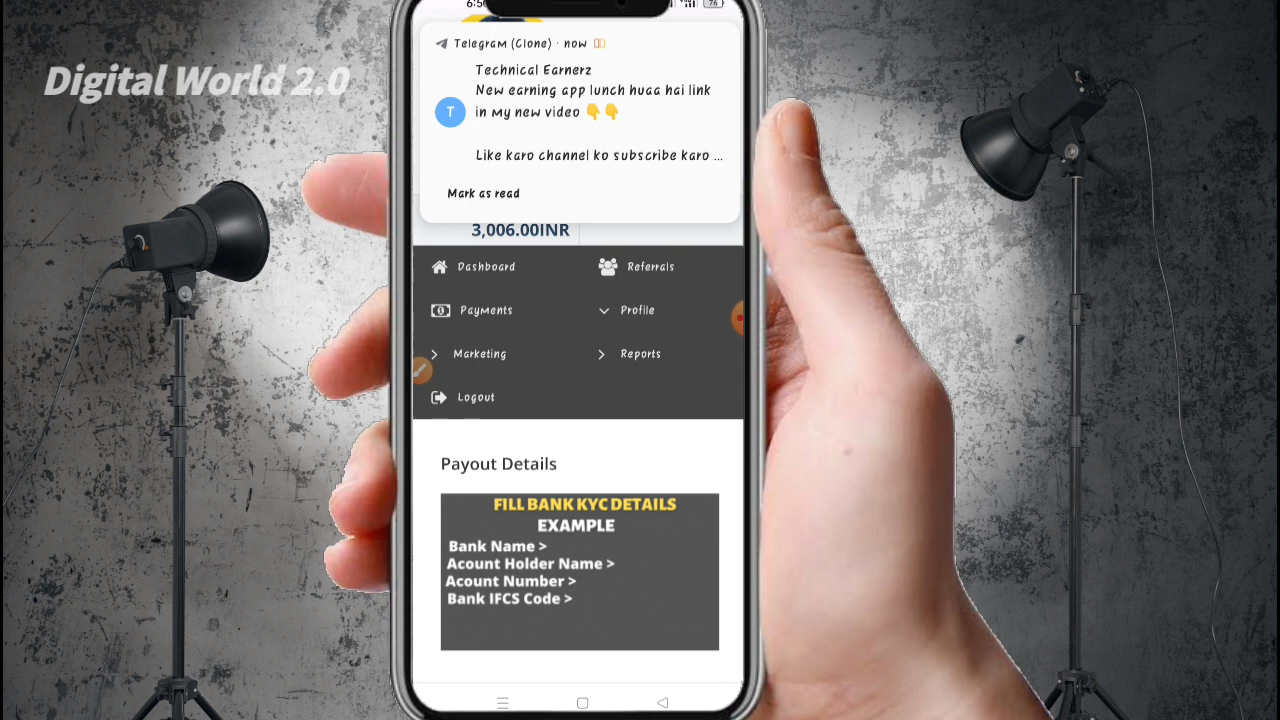 Digital World 2.0
76
Telegram (Clone) · now
Technical Earnerz
New earning app lunch huaa hai link
in my new video 👇👇
T
Like karo channel ko subscribe karo ...
Mark as read
3,006.00INR
Dashboard
Referrals
Payments
Profile
Marketing
Reports
Logout
Payout Details
FILL BANK KYC DETAILS
EXAMPLE
Bank Name >
Acount Holder Name >
Acount Number >
Bank IFCS Code >